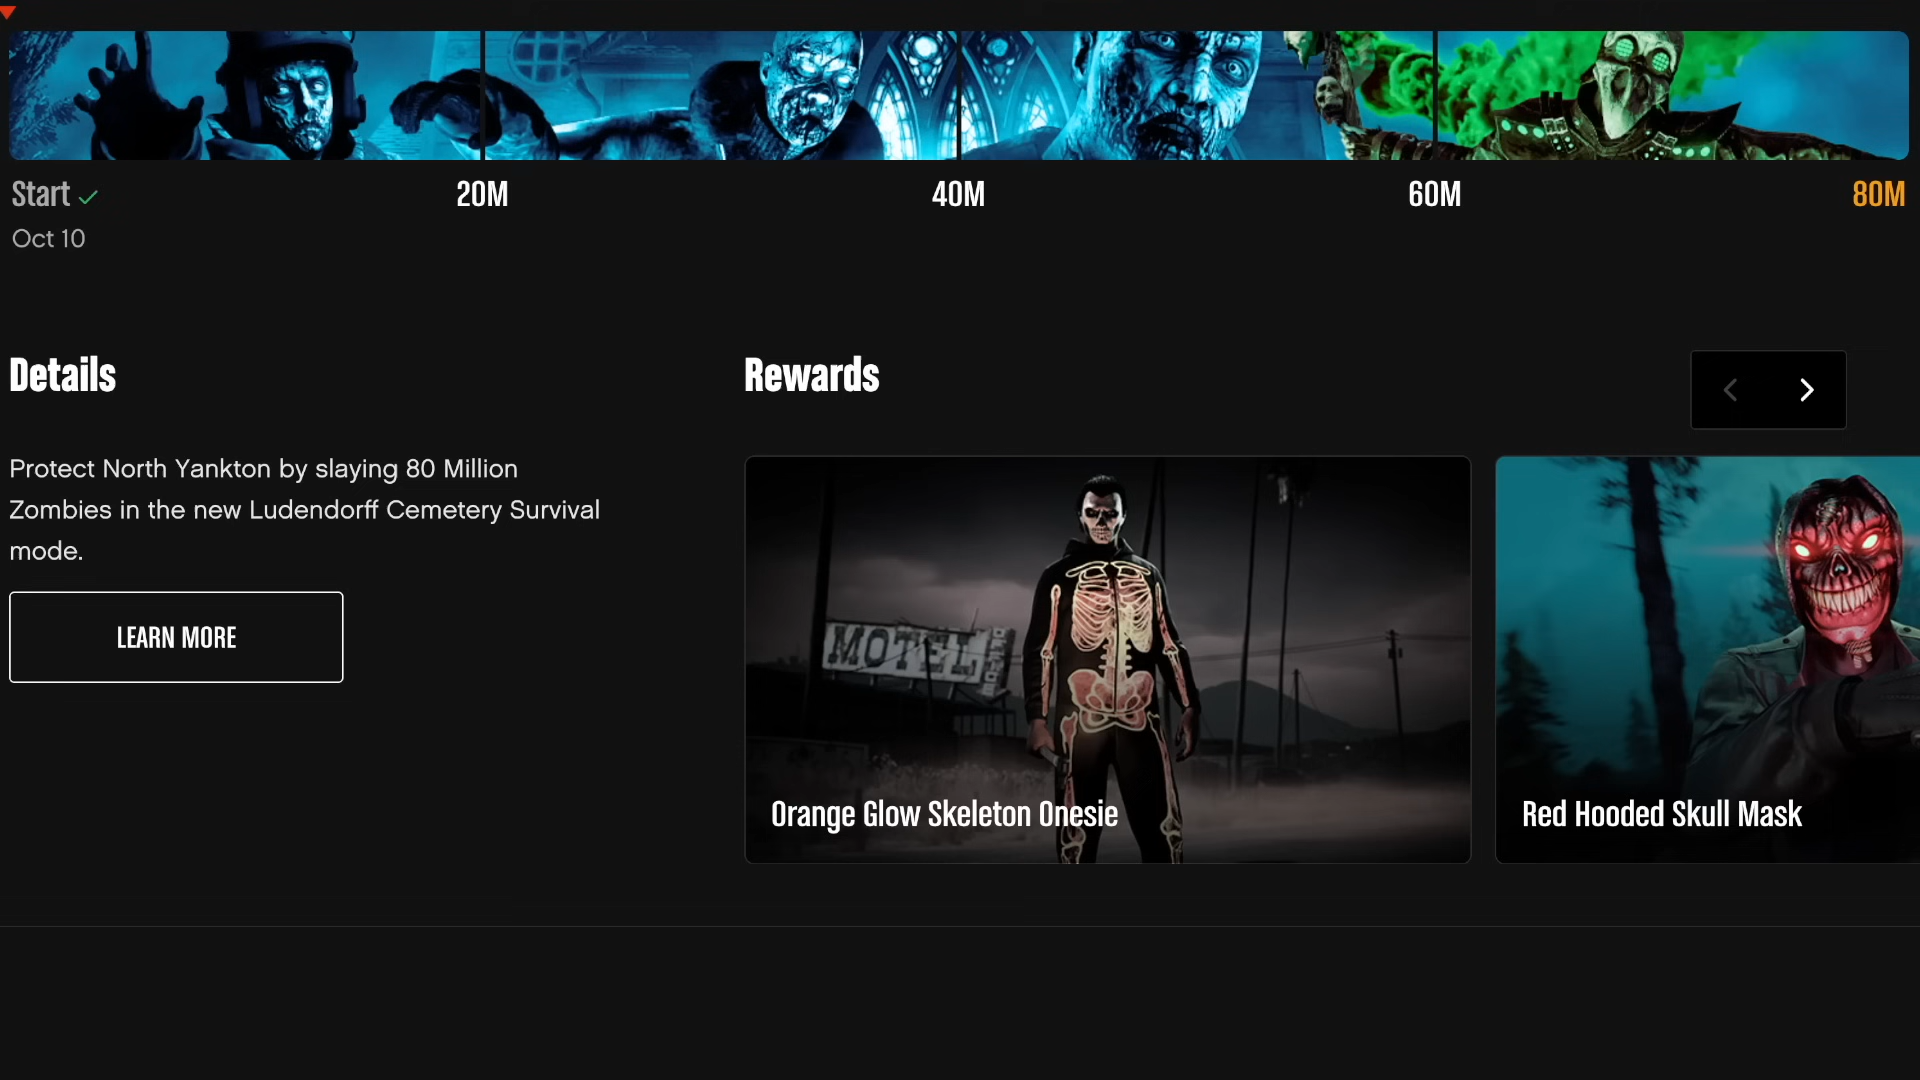 Start
20M
40M
60M
80M
Oct 10
Details
Rewards
Protect North Yankton by slaying 80 Million
Zombies in the new Ludendorff Cemetery Survival
mode.
LEARN MORE
MOTEL
Orange Glow Skeleton Onesie
Red Hooded Skull Mask